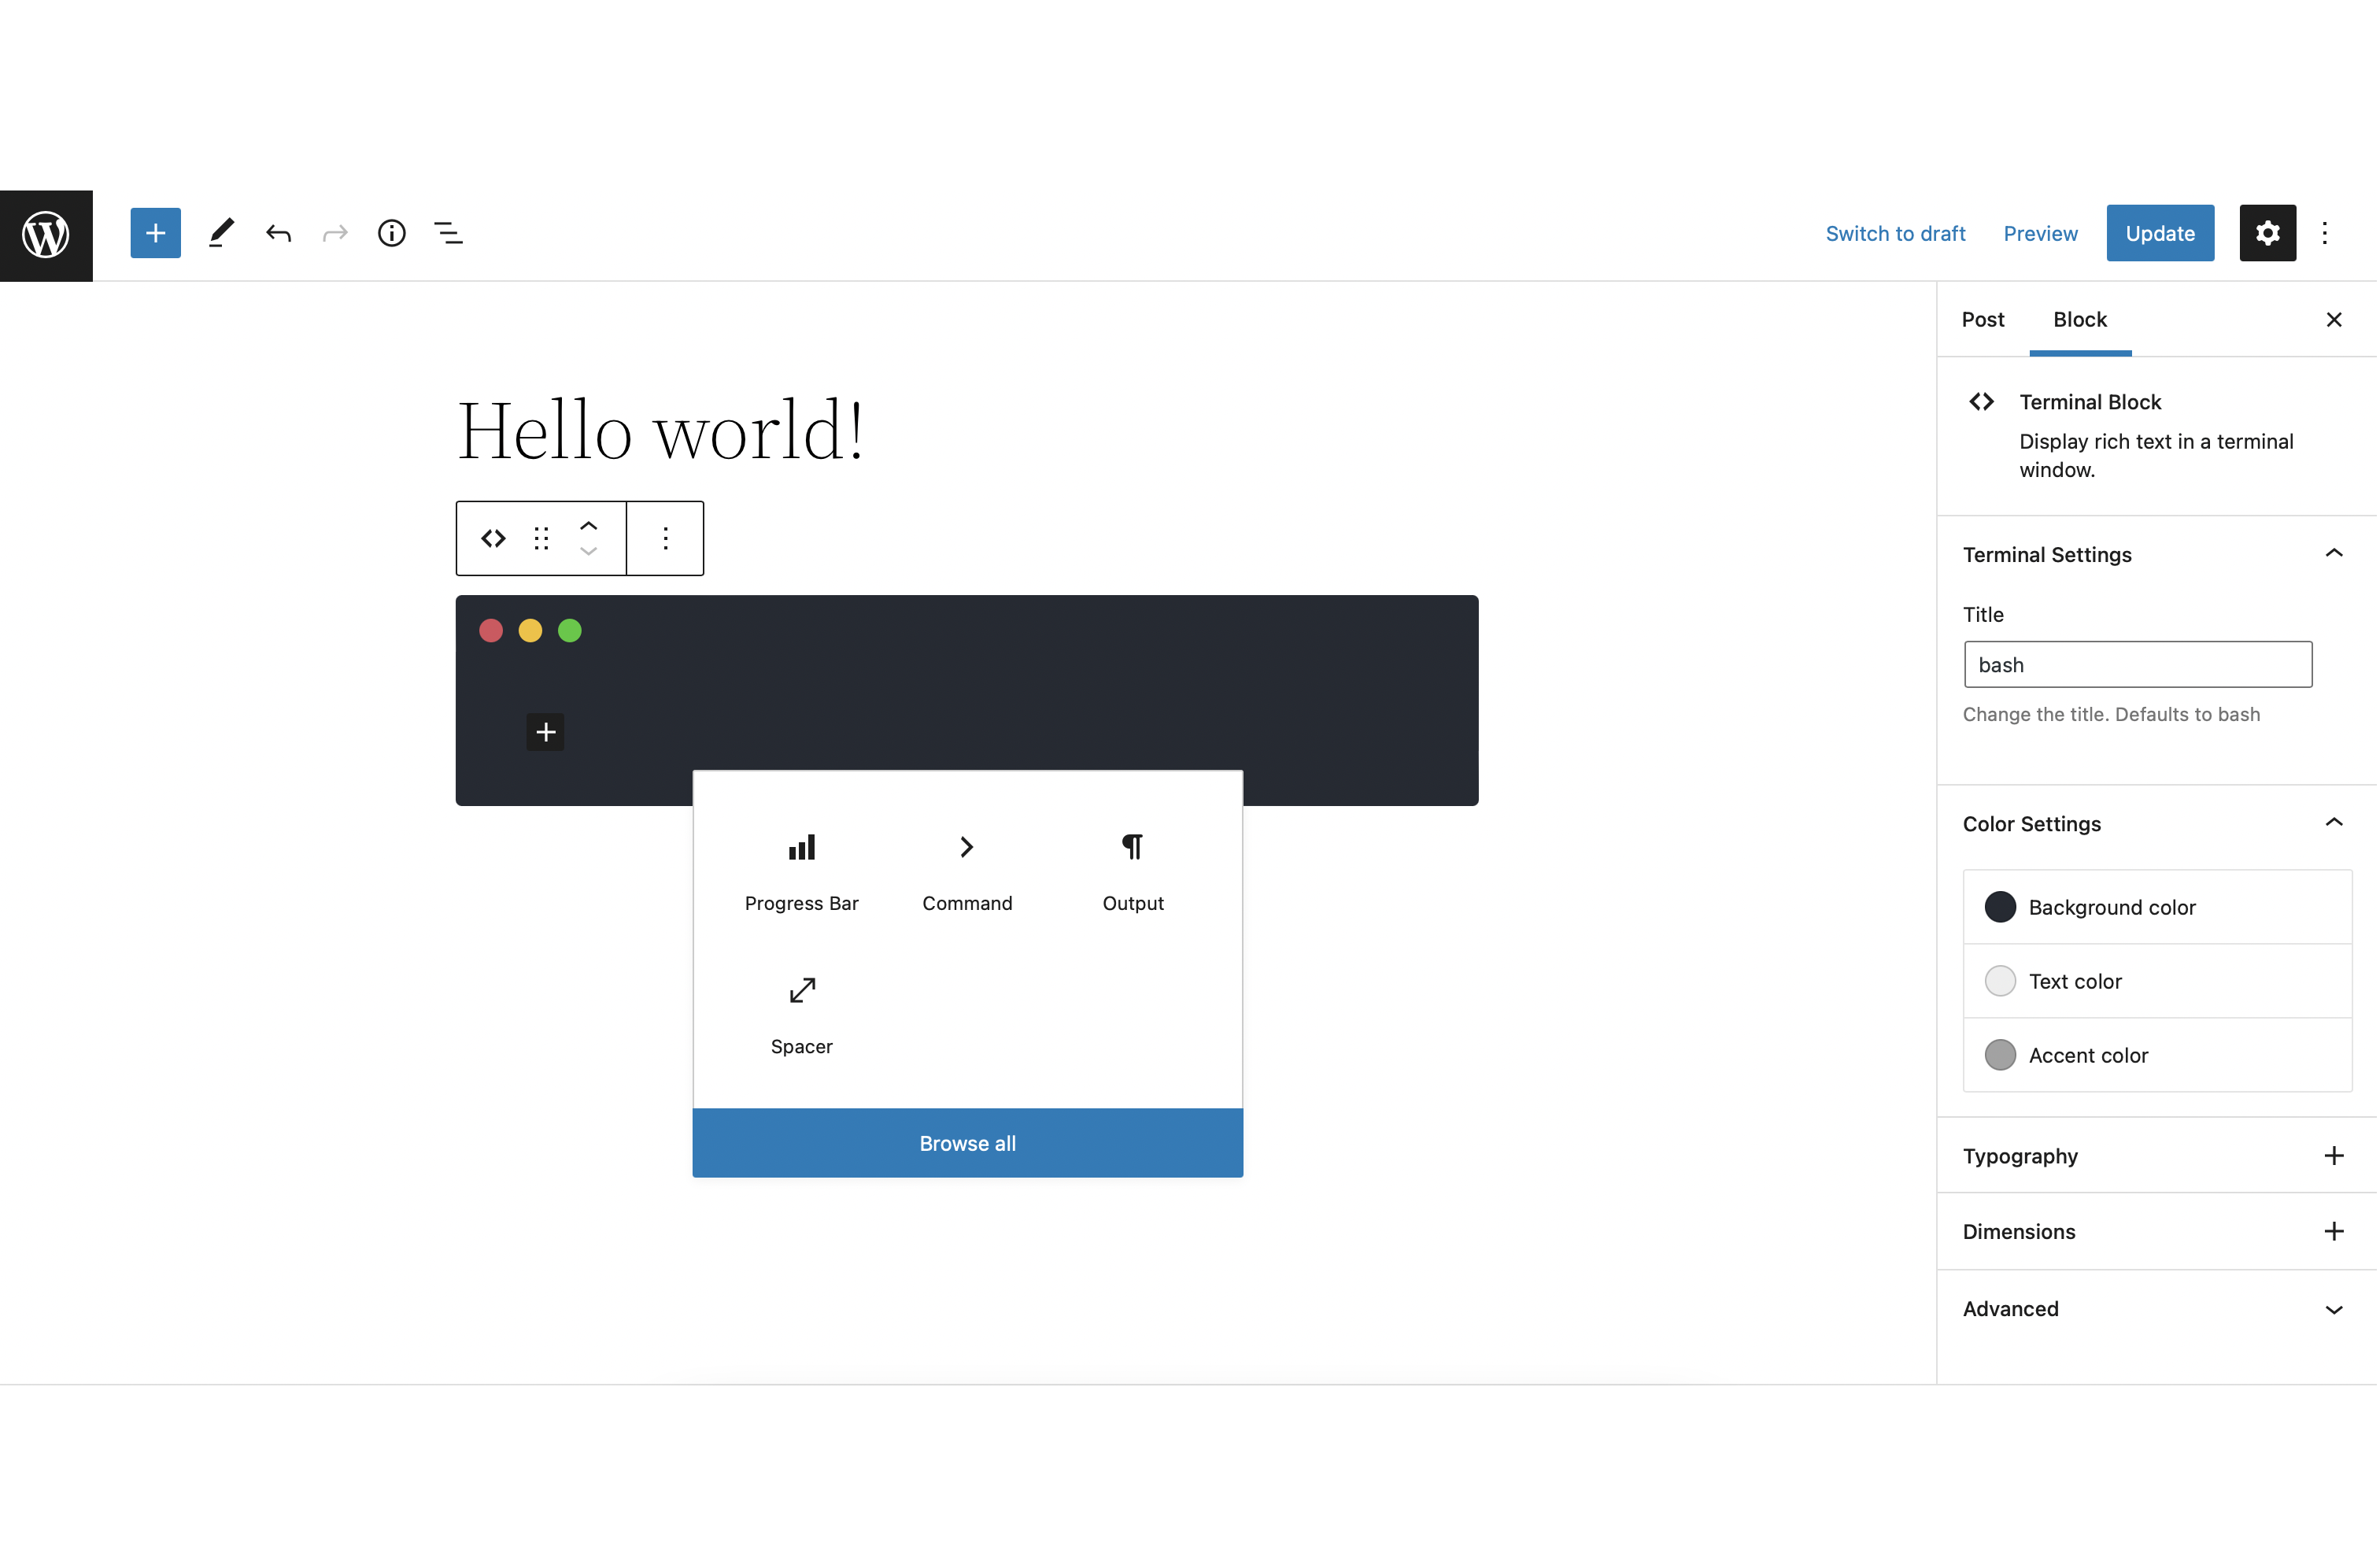 Switch to draft
Preview
Update
Post
Block
Hello world!
Terminal Block
Display rich text in a terminal
window.
Terminal Settings
Title
bash
Change the title. Defaults to bash
Progress Bar
Command
Output
Spacer
Browse all
Color Settings
Background color
Text color
Accent color
Typography
Dimensions
Advanced